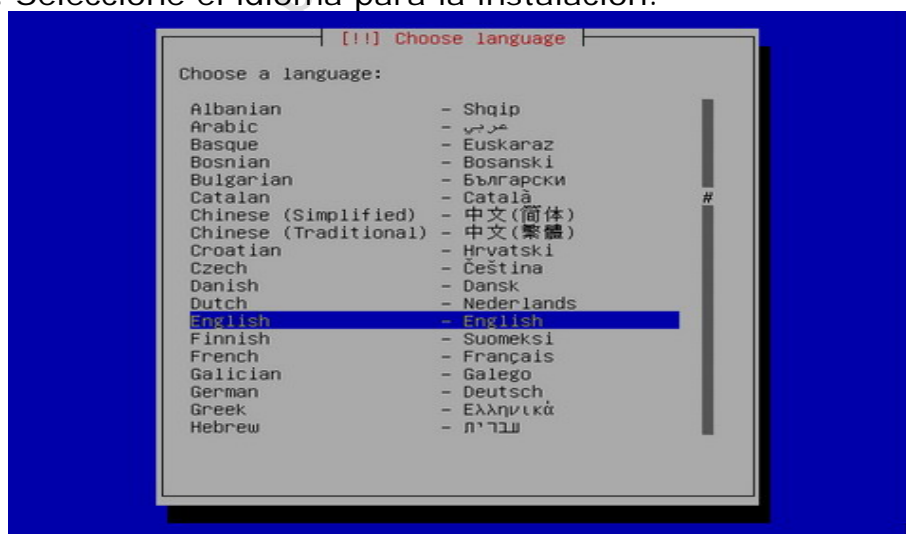 Seleccione el idioma para la instalación:
[!!] Choose language
Choose a language:
Albanian - Shqip
Arabic - عربي
Basque - Euskaraz
Bosnian - Bosanski
Bulgarian - Български
Catalan - Català
Chinese (Simplified) - 中文(简体)
Chinese (Traditional) - 中文(繁體)
Croatian - Hrvatski
Czech - Čeština
Danish - Dansk
Dutch - Nederlands
English - English
Finnish - Suomeksi
French - Français
Galician - Galego
German - Deutsch
Greek - Ελληνικά
Hebrew - עברית